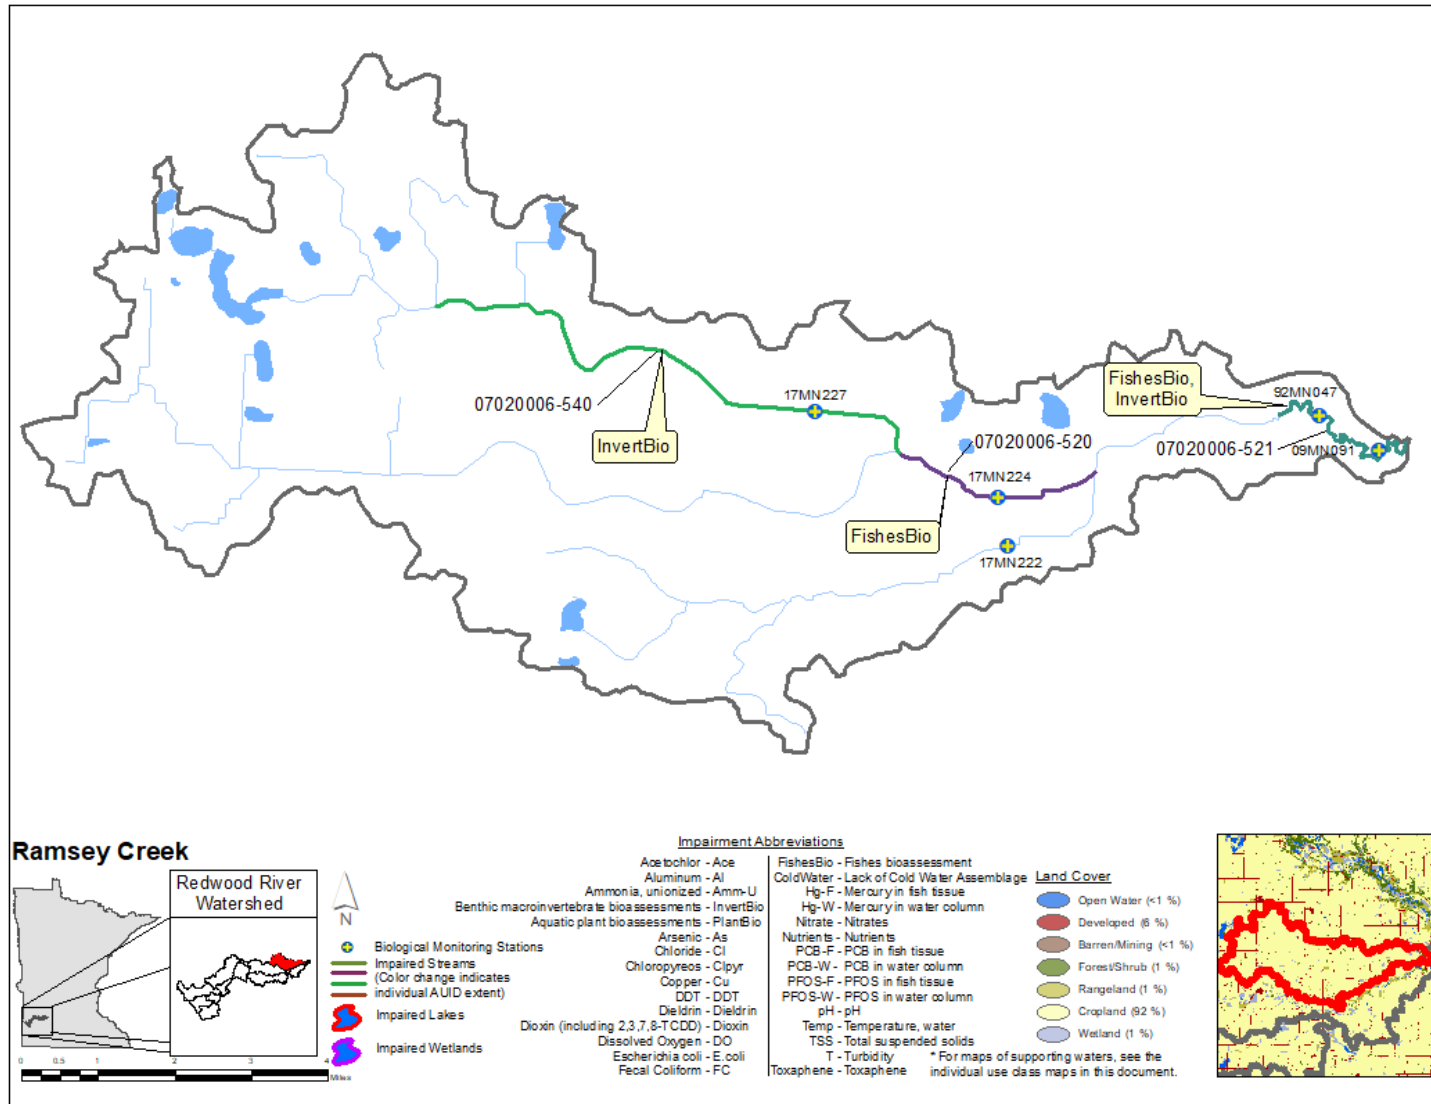 FishesBio,
InvertBio
92MN047
17MN227
07020006-540
InvertBio
07020006-520
07020006-521
09MN091
17MN224
FishesBio
17MN222
Ramsey Creek
Redwood River
Watershed
N
Biological Monitoring Stations
Impaired Streams
(Color change indicates
individual AUID extent)
Impaired Lakes
Impaired Wetlands
0 0.5 1 2 3 4
Miles
Impairment Abbreviations
Acetochlor - Ace
Aluminum - Al
Ammonia, unionized - Amm-U
Benthic macroinvertebrate bioassessments - InvertBio
Aquatic plant bioassessments - PlantBio
Arsenic - As
Chloride - Cl
Chloropyreos - Clpyr
Copper - Cu
DDT - DDT
Dieldrin - Dieldrin
Dioxin (including 2,3,7,8-TCDD) - Dioxin
Dissolved Oxygen - DO
Escherichia coli - E.coli
Fecal Coliform - FC
FishesBio - Fishes bioassessment
ColdWater - Lack of Cold Water Assemblage
Hg-F - Mercury in fish tissue
Hg-W - Mercury in water column
Nitrate - Nitrates
Nutrients - Nutrients
PCB-F - PCB in fish tissue
PCB-W - PCB in water column
PFOS-F - PFOS in fish tissue
PFOS-W - PFOS in water column
pH - pH
Temp - Temperature, water
TSS - Total suspended solids
T - Turbidity
Toxaphene - Toxaphene
* For maps of supporting waters, see the
individual use class maps in this document.
Land Cover
Open Water (<1 %)
Developed (6 %)
Barren/Mining (<1 %)
Forest/Shrub (1 %)
Rangeland (1 %)
Cropland (92 %)
Wetland (1 %)